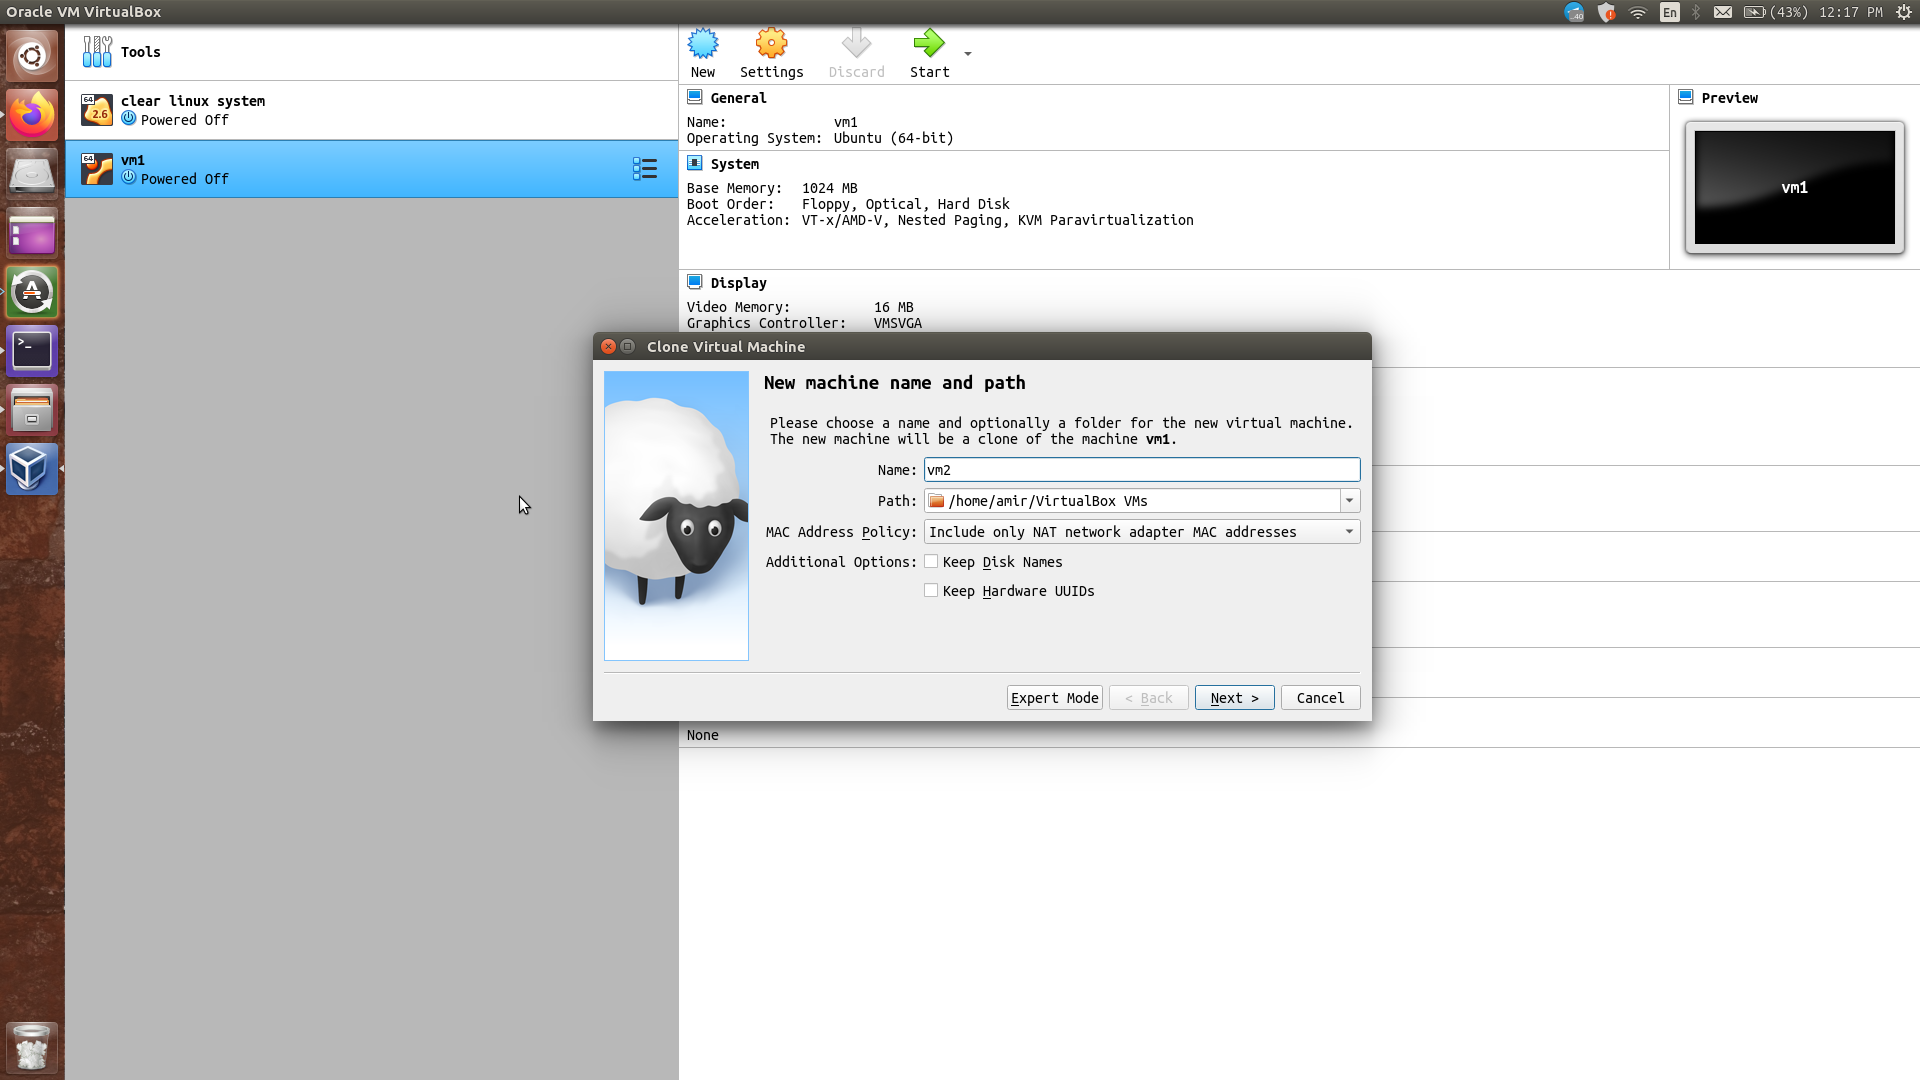 Oracle VM VirtualBox
40
En
(43%)
12:17 PM
Tools
64
2.6
clear linux system
Powered Off
64
vm1
Powered Off
New
Settings
Discard
Start
General
Name: vm1
Operating System: Ubuntu (64-bit)
System
Base Memory: 1024 MB
Boot Order: Floppy, Optical, Hard Disk
Acceleration: VT-x/AMD-V, Nested Paging, KVM Paravirtualization
Preview
vm1
Display
Video Memory: 16 MB
Graphics Controller: VMSVGA
Clone Virtual Machine
New machine name and path
Please choose a name and optionally a folder for the new virtual machine.
The new machine will be a clone of the machine vm1.
Name: vm2
Path: /home/amir/VirtualBox VMs
MAC Address Policy: Include only NAT network adapter MAC addresses
Additional Options: Keep Disk Names
Keep Hardware UUIDs
Expert Mode
< Back
Next >
Cancel
None